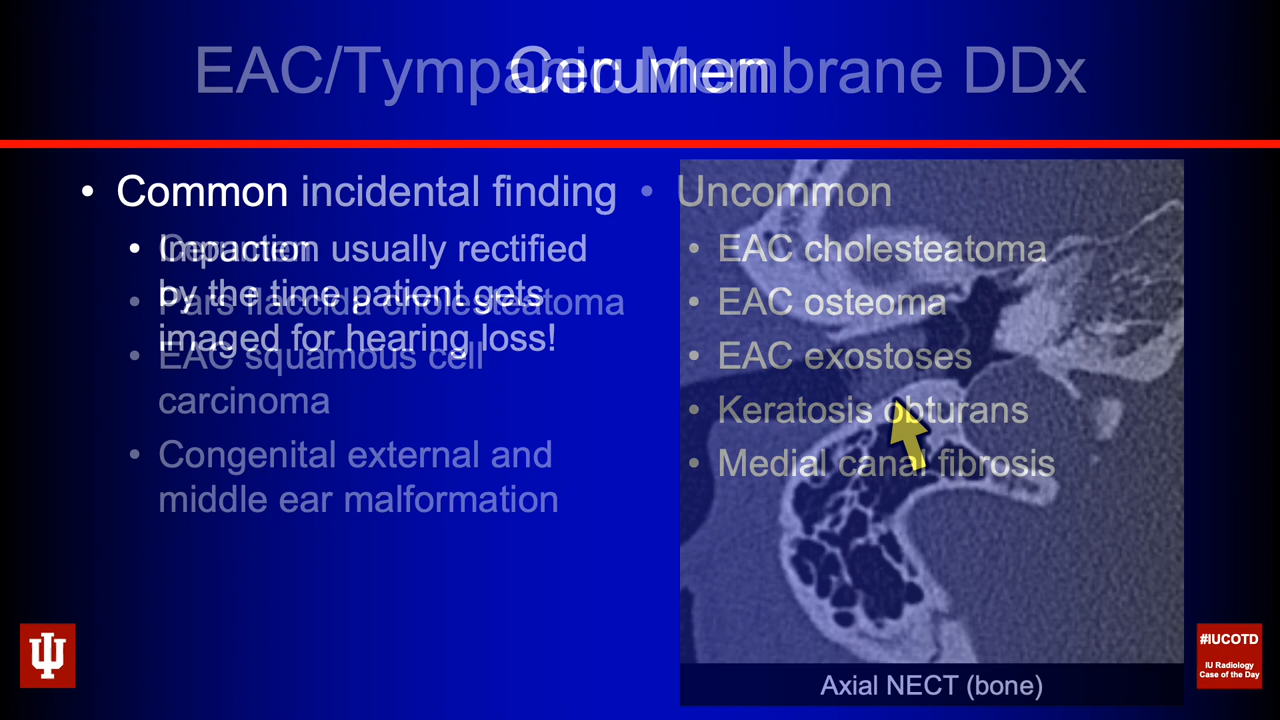 EAC/Tympanic Membrane DDx
Cerumen
• Common incidental finding
• Impaction usually rectified
by the time patient gets
imaged for hearing loss!
• Common
• Cerumen
• Pars flaccida cholesteatoma
• EAC squamous cell
carcinoma
• Congenital external and
middle ear malformation
• Uncommon
• EAC cholesteatoma
• EAC osteoma
• EAC exostoses
• Keratosis obturans
• Medial canal fibrosis
Axial NECT (bone)
#IUCOTD
IU Radiology
Case of the Day